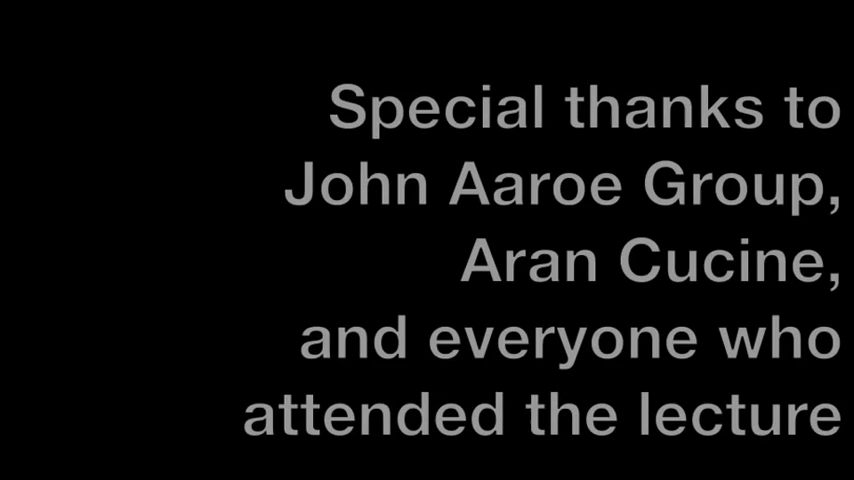 Special thanks to
John Aaroe Group,
Aran Cucine,
and everyone who
attended the lecture